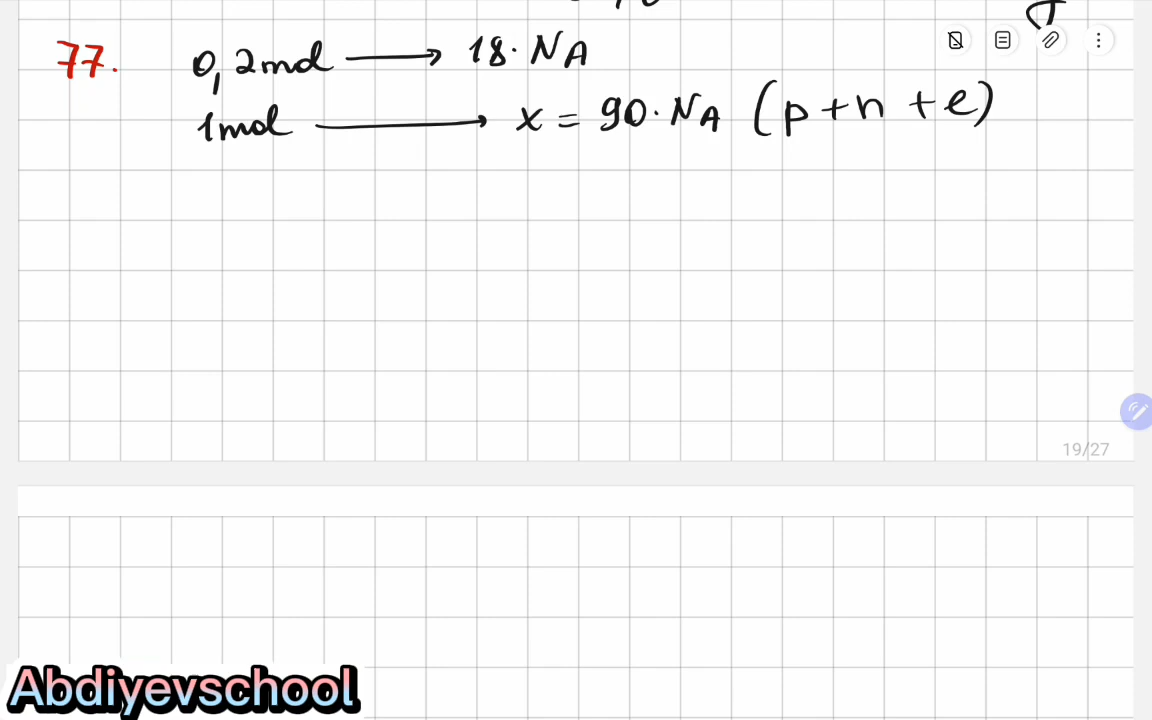 77. 0,2mol → 18·NA
1mol → x = 90·NA (p+n+e)
19/27
Abdiyevschool